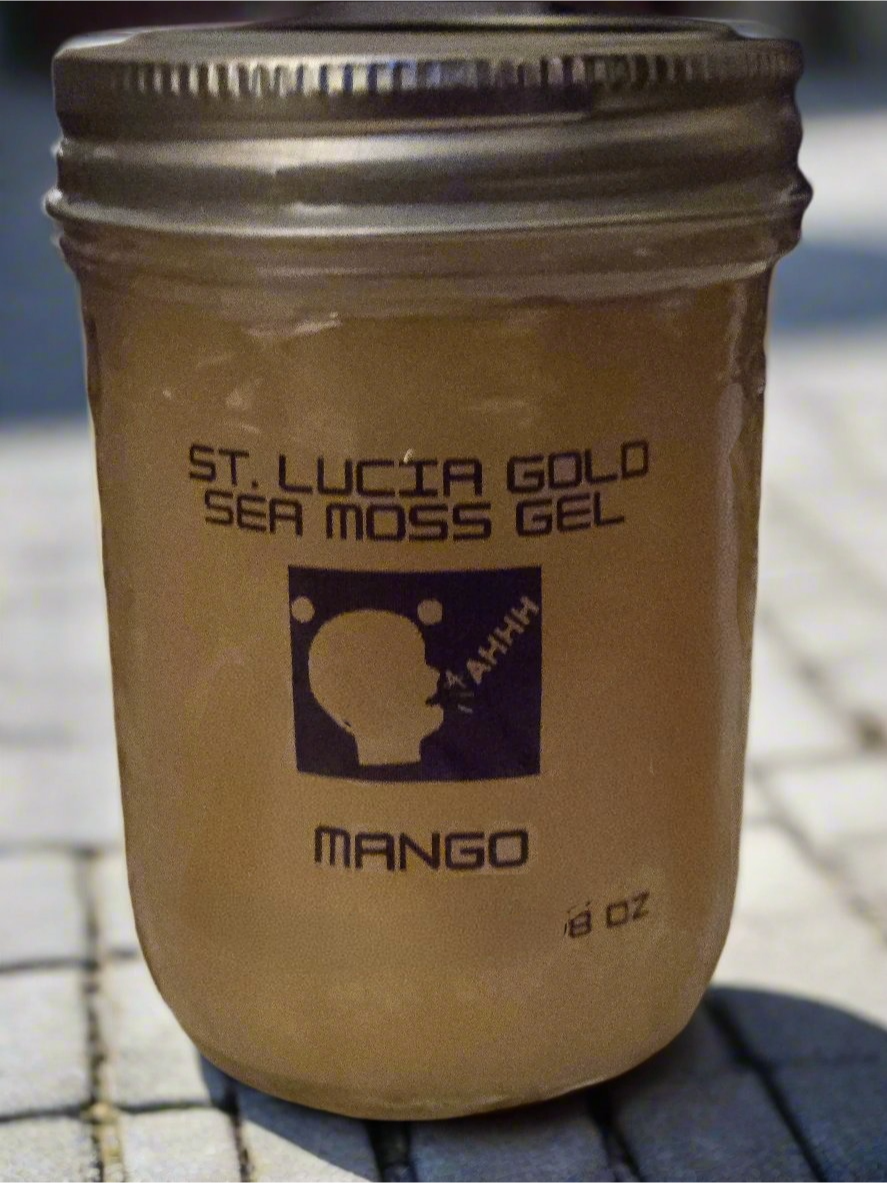 ST. LUCIA GOLD
SEA MOSS GEL
AHHH
MANGO
8 OZ